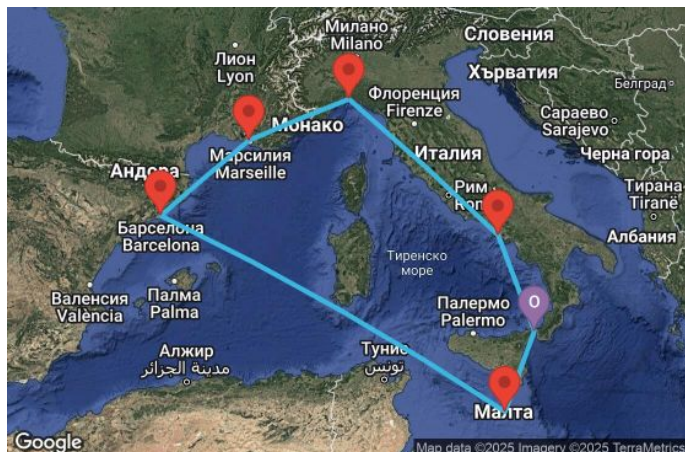 Милано
Milano
Словения
Лион
Lyon
Хърватия
Белград
Флоренция
Firenze
Монако
Сараево
Sarajevo
Марсилия
Marseille
Италия
Черна гора
Андора
Рим
Тирана
Tiranë
Барселона
Barcelona
Албания
Тиренско
море
Валенсия
València
Палма
Palma
Палермо
Palermo
O
Алжир
مدينة الجزائر
Тунис
تونس
Малта
Google
Map data ©2025 Imagery ©2025 TerraMetrics